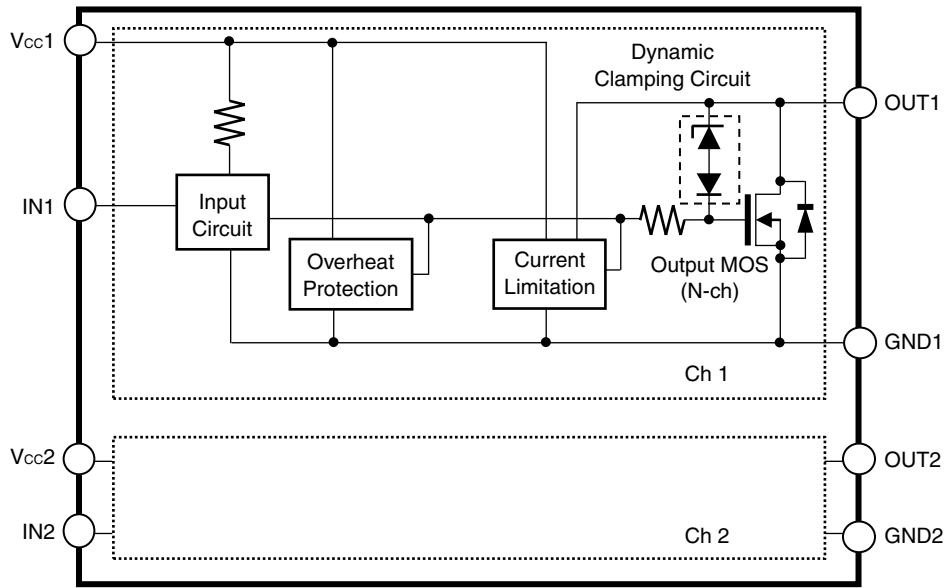 Vcc1
Dynamic
Clamping Circuit
OUT1
IN1
Input
Circuit
Overheat
Protection
Current
Limitation
Output MOS
(N-ch)
GND1
Ch 1
Vcc2
OUT2
IN2
Ch 2
GND2